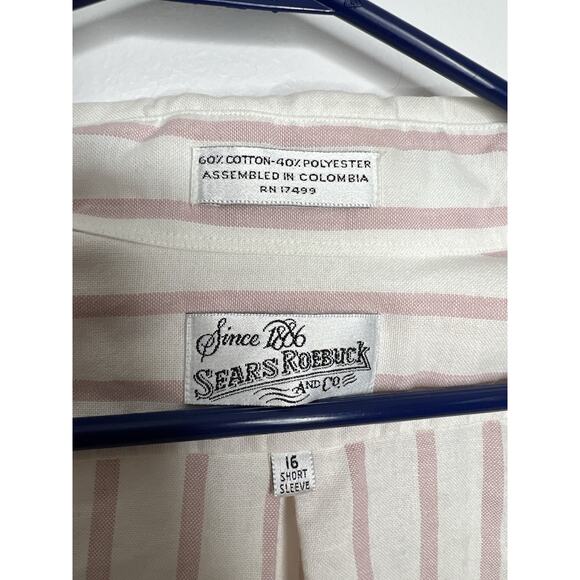 60% COTTON-40% POLYESTER
ASSEMBLED IN COLOMBIA
RN 17499
Since 1886
SEARS ROEBUCK
AND CO
16
SHORT
SLEEVE